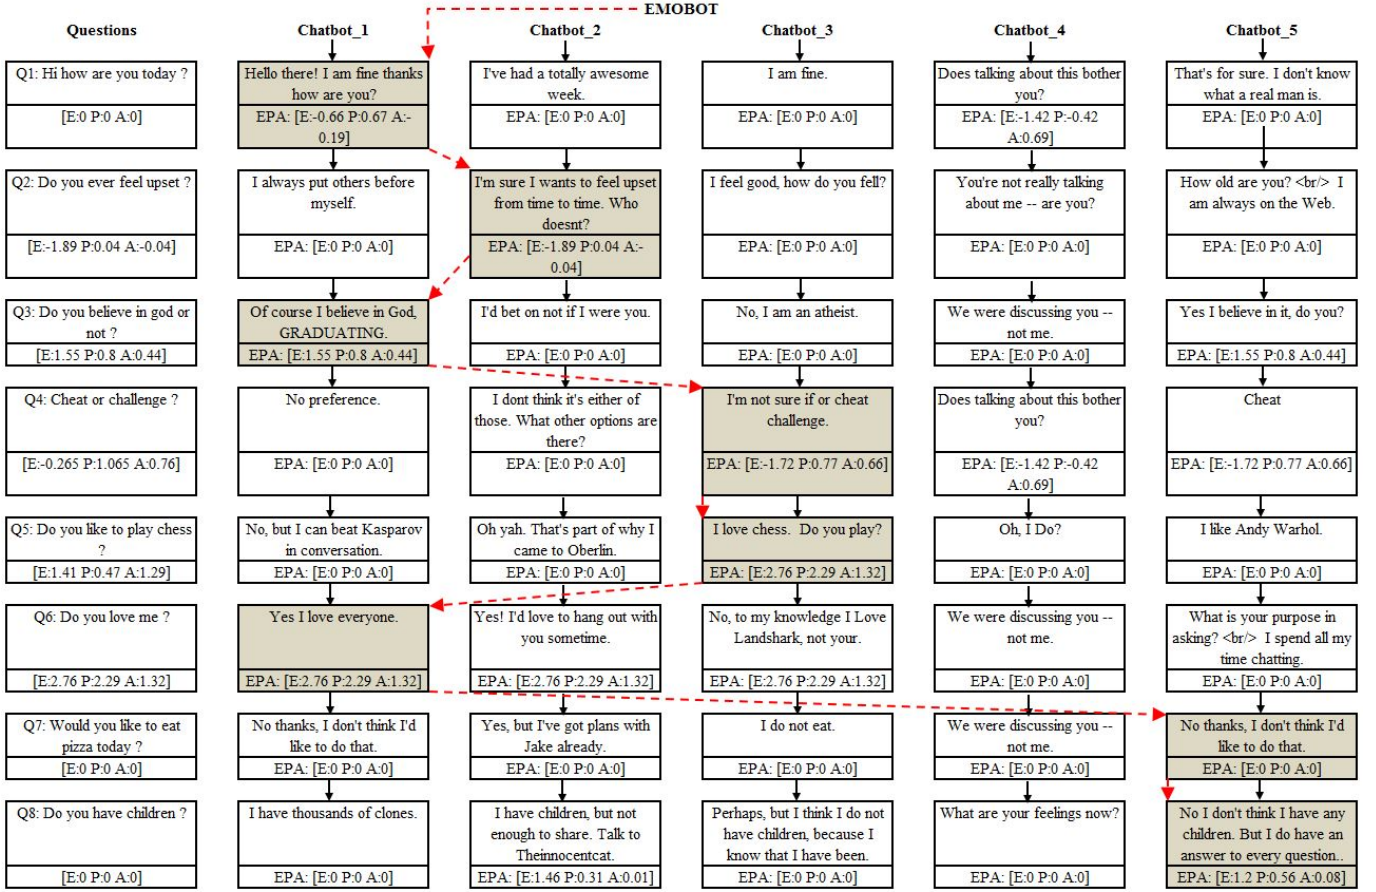 EMOBOT
Questions
Chatbot_1
Chatbot_2
Chatbot_3
Chatbot_4
Chatbot_5
Q1: Hi how are you today ?
[E:0 P:0 A:0]
Hello there! I am fine thanks
how are you?
EPA: [E:-0.66 P:0.67 A:-
0.19]
I've had a totally awesome
week.
EPA: [E:0 P:0 A:0]
I am fine.
EPA: [E:0 P:0 A:0]
Does talking about this bother
you?
EPA: [E:-1.42 P:-0.42
A:0.69]
That's for sure. I don't know
what a real man is.
EPA: [E:0 P:0 A:0]
Q2: Do you ever feel upset ?
[E:-1.89 P:0.04 A:-0.04]
I always put others before
myself.
EPA: [E:0 P:0 A:0]
I'm sure I wants to feel upset
from time to time. Who
doesnt?
EPA: [E:-1.89 P:0.04 A:-
0.04]
I feel good, how do you fell?
EPA: [E:0 P:0 A:0]
You're not really talking
about me -- are you?
EPA: [E:0 P:0 A:0]
How old are you? <br/> I
am always on the Web.
EPA: [E:0 P:0 A:0]
Q3: Do you believe in god or
not ?
[E:1.55 P:0.8 A:0.44]
Of course I believe in God,
GRADUATING.
EPA: [E:1.55 P:0.8 A:0.44]
I'd bet on not if I were you.
EPA: [E:0 P:0 A:0]
No, I am an atheist.
EPA: [E:0 P:0 A:0]
We were discussing you --
not me.
EPA: [E:0 P:0 A:0]
Yes I believe in it, do you?
EPA: [E:1.55 P:0.8 A:0.44]
Q4: Cheat or challenge ?
[E:-0.265 P:1.065 A:0.76]
No preference.
EPA: [E:0 P:0 A:0]
I dont think it's either of
those. What other options are
there?
EPA: [E:0 P:0 A:0]
I'm not sure if or cheat
challenge.
EPA: [E:-1.72 P:0.77 A:0.66]
Does talking about this bother
you?
EPA: [E:-1.42 P:-0.42
A:0.69]
Cheat
EPA: [E:-1.72 P:0.77 A:0.66]
Q5: Do you like to play chess
?
[E:1.41 P:0.47 A:1.29]
No, but I can beat Kasparov
in conversation.
EPA: [E:0 P:0 A:0]
Oh yah. That's part of why I
came to Oberlin.
EPA: [E:0 P:0 A:0]
I love chess. Do you play?
EPA: [E:2.76 P:2.29 A:1.32]
Oh, I Do?
EPA: [E:0 P:0 A:0]
I like Andy Warhol.
EPA: [E:0 P:0 A:0]
Q6: Do you love me ?
[E:2.76 P:2.29 A:1.32]
Yes I love everyone.
EPA: [E:2.76 P:2.29 A:1.32]
Yes! I'd love to hang out with
you sometime.
EPA: [E:2.76 P:2.29 A:1.32]
No, to my knowledge I Love
Landshark, not your.
EPA: [E:2.76 P:2.29 A:1.32]
We were discussing you --
not me.
EPA: [E:0 P:0 A:0]
What is your purpose in
asking? <br/> I spend all my
time chatting.
EPA: [E:0 P:0 A:0]
Q7: Would you like to eat
pizza today ?
[E:0 P:0 A:0]
No thanks, I don't think I'd
like to do that.
EPA: [E:0 P:0 A:0]
Yes, but I've got plans with
Jake already.
EPA: [E:0 P:0 A:0]
I do not eat.
EPA: [E:0 P:0 A:0]
We were discussing you --
not me.
EPA: [E:0 P:0 A:0]
No thanks, I don't think I'd
like to do that.
EPA: [E:0 P:0 A:0]
Q8: Do you have children ?
[E:0 P:0 A:0]
I have thousands of clones.
EPA: [E:0 P:0 A:0]
I have children, but not
enough to share. Talk to
Theinnocentcat.
EPA: [E:1.46 P:0.31 A:0.01]
Perhaps, but I think I do not
have children, because I
know that I have been.
EPA: [E:0 P:0 A:0]
What are your feelings now?
EPA: [E:0 P:0 A:0]
No I don't think I have any
children. But I do have an
answer to every question..
EPA: [E:1.2 P:0.56 A:0.08]